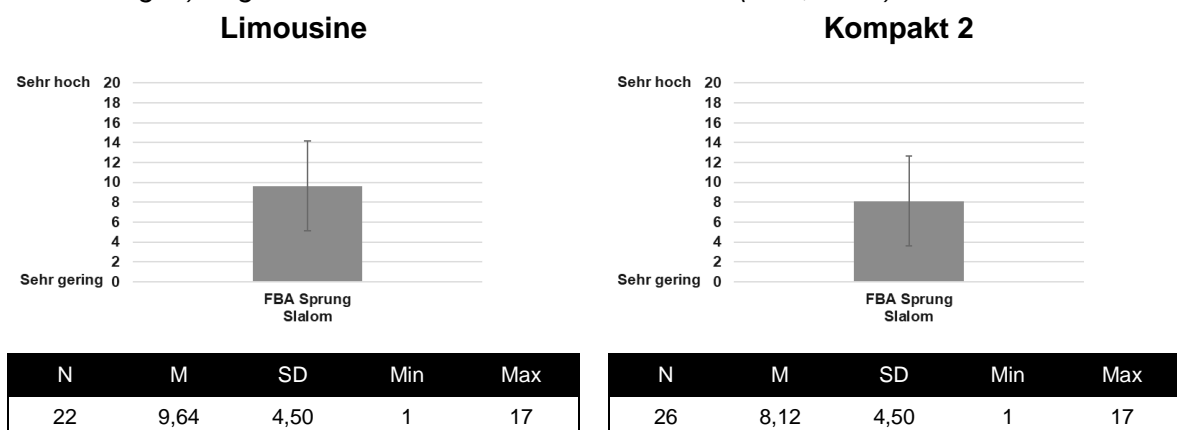 Limousine
Sehr hoch 20
18
16
14
12
10
8
6
4
2
Sehr gering 0
FBA Sprung
Slalom
N M SD Min Max
22 9,64 4,50 1 17
Kompakt 2
Sehr hoch 20
18
16
14
12
10
8
6
4
2
Sehr gering 0
FBA Sprung
Slalom
N M SD Min Max
26 8,12 4,50 1 17